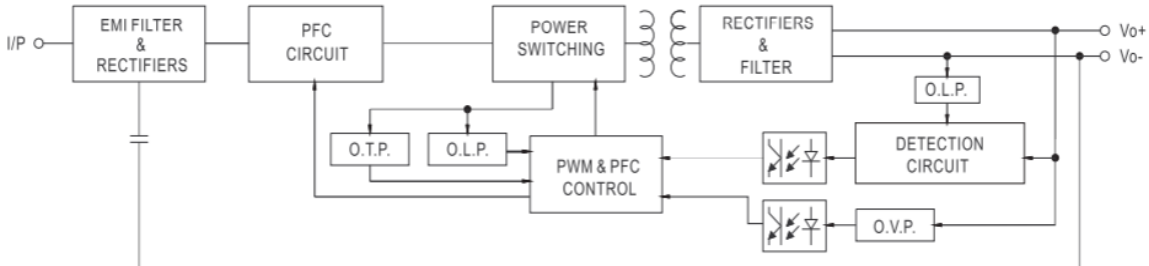 I/P
EMI FILTER
&
RECTIFIERS
PFC
CIRCUIT
POWER
SWITCHING
RECTIFIERS
&
FILTER
Vo+
Vo-
O.L.P.
O.T.P.
O.L.P.
PWM & PFC
CONTROL
DETECTION
CIRCUIT
O.V.P.